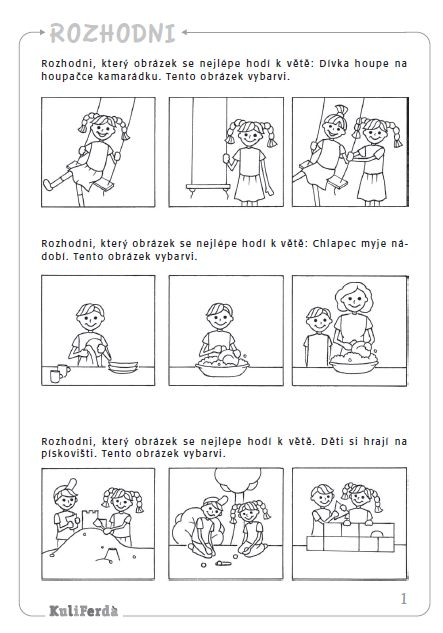 ROZHODNI
Rozhodni, který obrázek se nejlépe hodí k větě: Dívka houpe na
houpačce kamarádku. Tento obrázek vybarvi.
Rozhodni, který obrázek se nejlépe hodí k větě: Chlapec myje ná-
dobí. Tento obrázek vybarvi.
Rozhodni, který obrázek se nejlépe hodí k větě. Děti si hrají na
pískovišti. Tento obrázek vybarvi.
KuliFerda
1